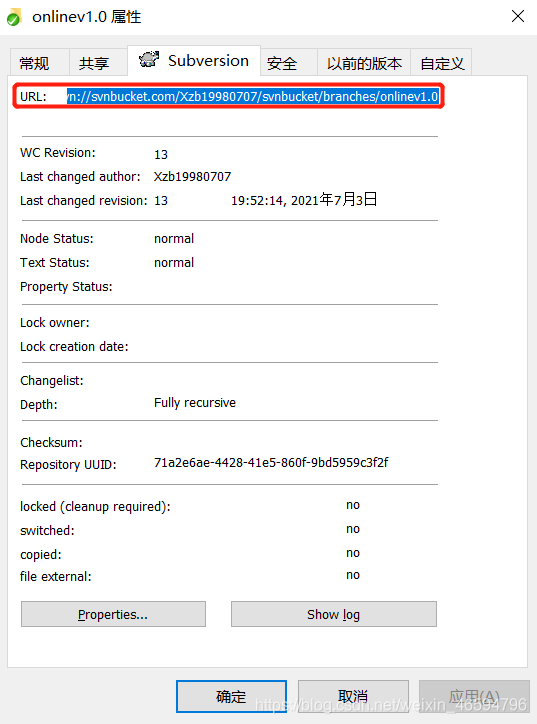 onlinev1.0 属性
常规 共享 Subversion 安全 以前的版本 自定义
URL: vn://svnbucket.com/Xzb19980707/svnbucket/branches/onlinev1.0
WC Revision: 13
Last changed author: Xzb19980707
Last changed revision: 13 19:52:14, 2021年7月3日
Node Status: normal
Text Status: normal
Property Status:
Lock owner:
Lock creation date:
Changelist:
Depth: Fully recursive
Checksum:
Repository UUID: 71a2e6ae-4428-41e5-860f-9bd5959c3f2f
locked (cleanup required): no
switched: no
copied: no
file external: no
Properties... Show log
确定 取消 应用(A)
https://blog.csdn.net/weixin_46594796